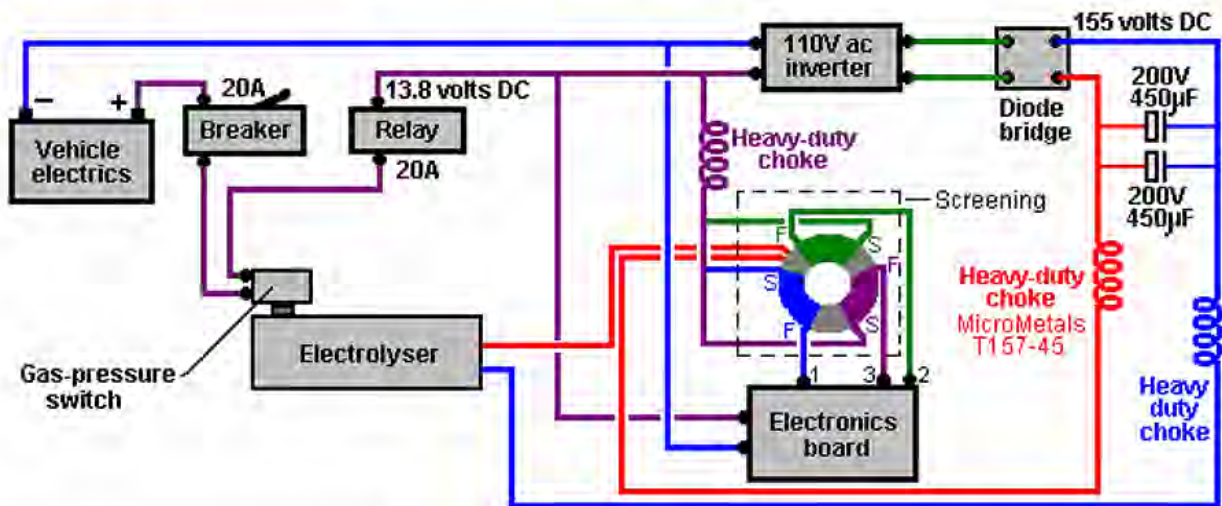 155 volts DC
110V ac
inverter
200V
450µF
Diode
bridge
200V
450µF
–
+
20A
13.8 volts DC
Breaker
Relay
20A
Vehicle
electrics
Heavy-duty
choke
Screening
F
S
F
S
F
S
Heavy-duty
choke
MicroMetals
T157-45
Electrolyser
Gas-pressure
switch
1
3
2
Heavy
duty
choke
Electronics
board